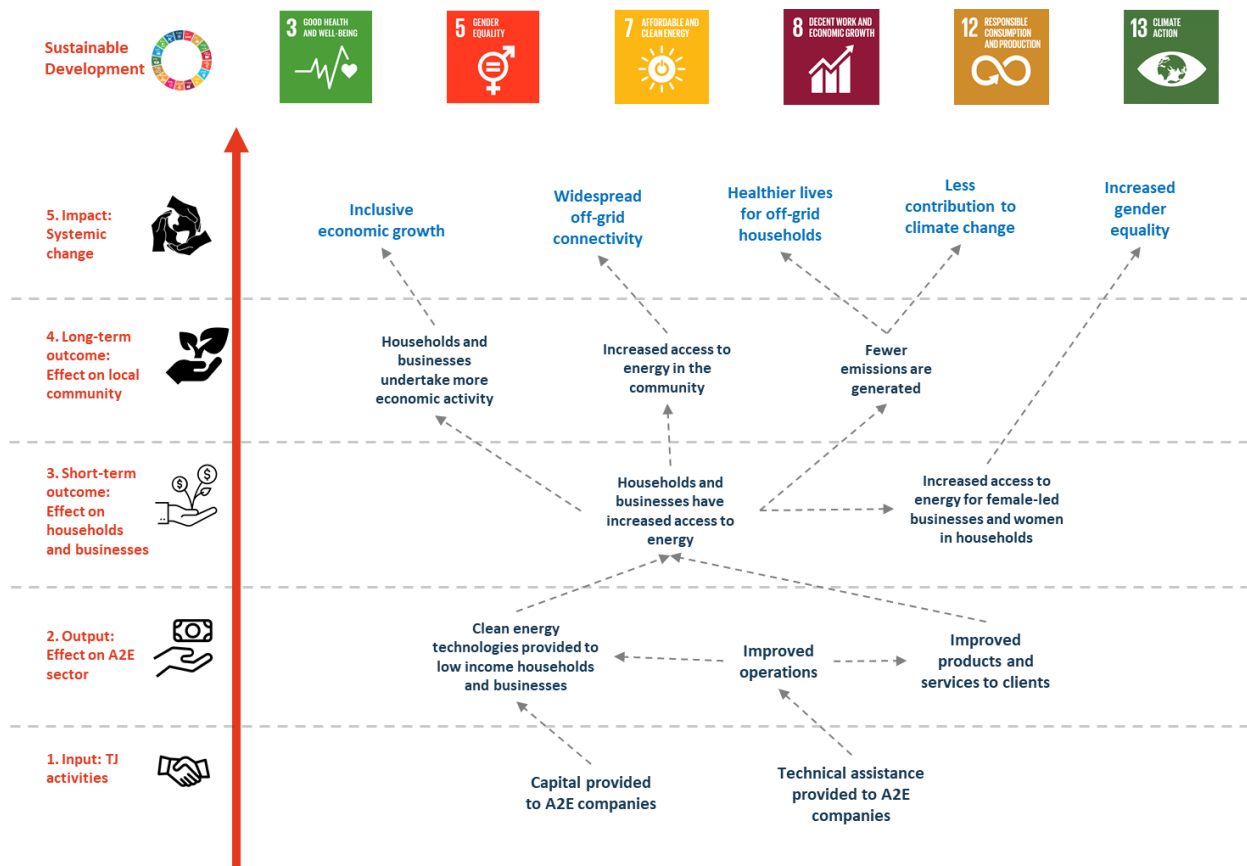 Sustainable
Development
3 GOOD HEALTH
AND WELL-BEING
5 GENDER
EQUALITY
7 AFFORDABLE AND
CLEAN ENERGY
8 DECENT WORK AND
ECONOMIC GROWTH
12 RESPONSIBLE
CONSUMPTION
AND PRODUCTION
13 CLIMATE
ACTION
5. Impact:
Systemic
change
Inclusive
economic growth
Widespread
off-grid
connectivity
Healthier lives
for off-grid
households
Less
contribution to
climate change
Increased
gender
equality
4. Long-term
outcome:
Effect on local
community
Households and
businesses
undertake more
economic activity
Increased access to
energy in the
community
Fewer
emissions are
generated
3. Short-term
outcome:
Effect on
households
and businesses
Households and
businesses have
increased access to
energy
Increased access to
energy for female-led
businesses and women
in households
2. Output:
Effect on A2E
sector
Clean energy
technologies provided to
low income households
and businesses
Improved
operations
Improved
products and
services to clients
1. Input: TJ
activities
Capital provided
to A2E companies
Technical assistance
provided to A2E
companies